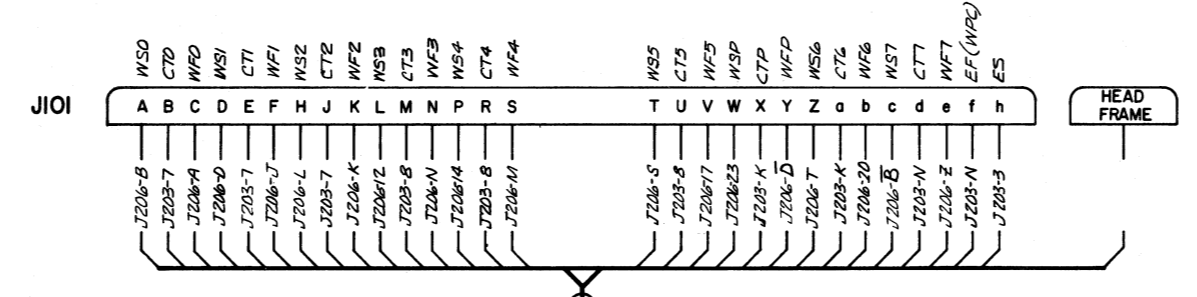 WS0 CT0 WF0 WS1 CT1 WF1 WS2 CT2 WF2 WS3 CT3 WF3 WS4 CT4 WF4 WS5 CT5 WF5 WSP CTP WFP WS6 CT6 WF6 WS7 CT7 WF7 EF(WPC) ES
J101 A B C D E F H J K L M N P R S T U V W X Y Z a b c d e f h HEAD
FRAME
J206-B J203-7 J206-A J206-D J203-7 J206-J J206-L J203-7 J206-K J206-12 J203-8 J206-N J206-14 J203-8 J206-M J206-S J203-8 J206-17 J206-23 J203-K J206-D̅ J206-T J203-K J206-20 J206-B̅ J203-N J206-Z J203-N J203-3